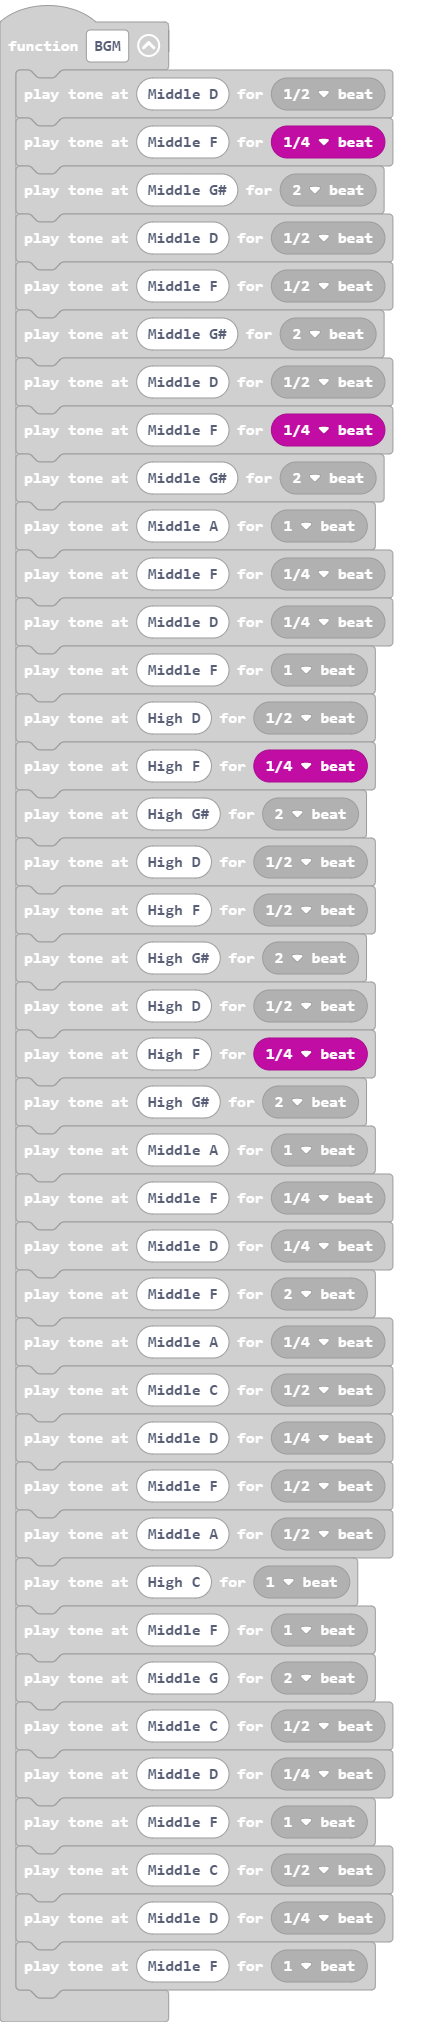 function BGM
play tone at Middle D for 1/2 beat
play tone at Middle F for 1/4 beat
play tone at Middle G# for 2 beat
play tone at Middle D for 1/2 beat
play tone at Middle F for 1/2 beat
play tone at Middle G# for 2 beat
play tone at Middle D for 1/2 beat
play tone at Middle F for 1/4 beat
play tone at Middle G# for 2 beat
play tone at Middle A for 1 beat
play tone at Middle F for 1/4 beat
play tone at Middle D for 1/4 beat
play tone at Middle F for 1 beat
play tone at High D for 1/2 beat
play tone at High F for 1/4 beat
play tone at High G# for 2 beat
play tone at High D for 1/2 beat
play tone at High F for 1/2 beat
play tone at High G# for 2 beat
play tone at High D for 1/2 beat
play tone at High F for 1/4 beat
play tone at High G# for 2 beat
play tone at Middle A for 1 beat
play tone at Middle F for 1/4 beat
play tone at Middle D for 1/4 beat
play tone at Middle F for 2 beat
play tone at Middle A for 1/4 beat
play tone at Middle C for 1/2 beat
play tone at Middle D for 1/4 beat
play tone at Middle F for 1/2 beat
play tone at Middle A for 1/2 beat
play tone at High C for 1 beat
play tone at Middle F for 1 beat
play tone at Middle G for 2 beat
play tone at Middle C for 1/2 beat
play tone at Middle D for 1/4 beat
play tone at Middle F for 1 beat
play tone at Middle C for 1/2 beat
play tone at Middle D for 1/4 beat
play tone at Middle F for 1 beat